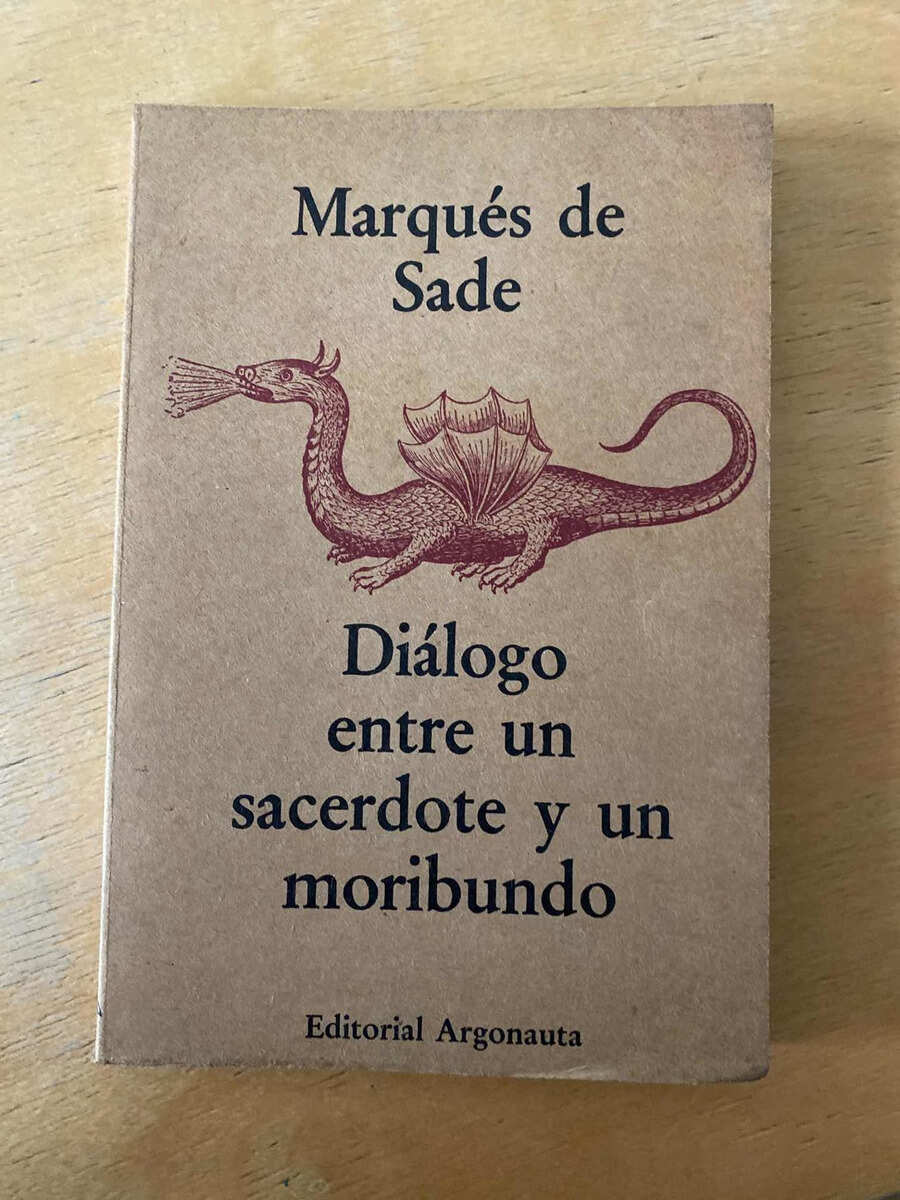 Marqués de
Sade
Diálogo
entre un
sacerdote y un
moribundo
Editorial Argonauta